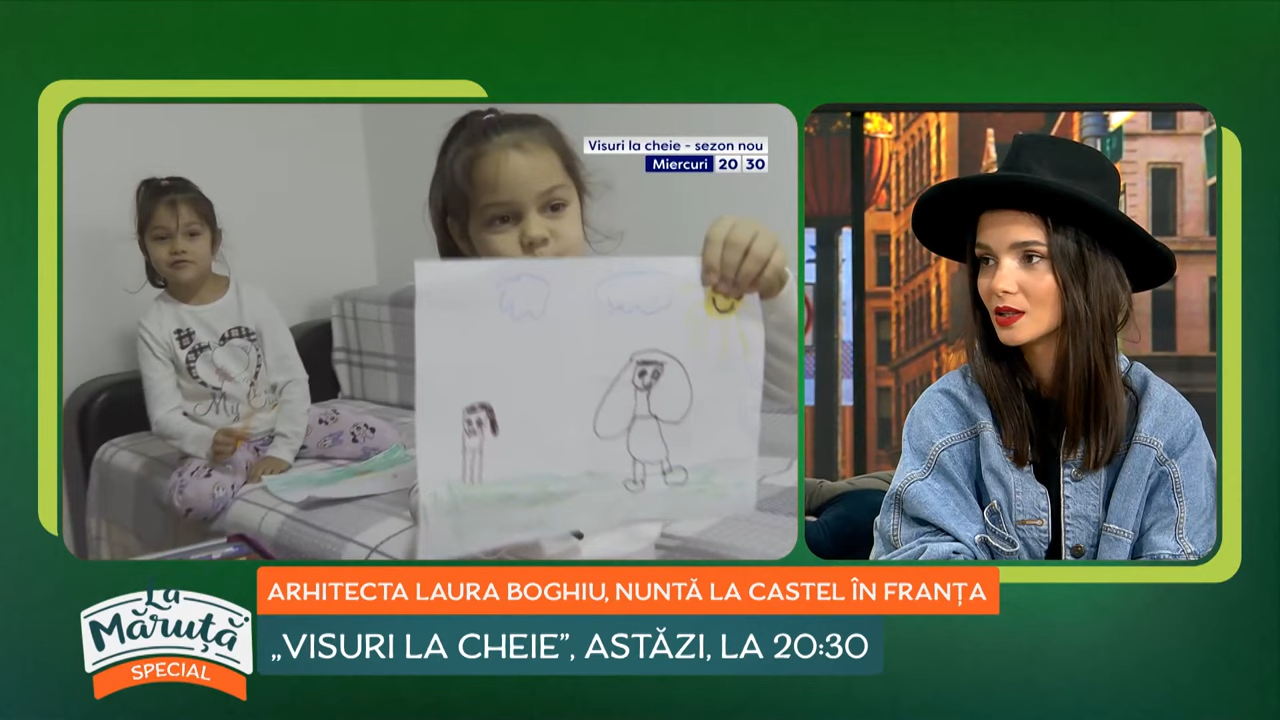 Visuri la cheie - sezon nou
Miercuri 20 30
My
ARHITECTA LAURA BOGHIU, NUNTĂ LA CASTEL ÎN FRANȚA
„VISURI LA CHEIE”, ASTĂZI, LA 20:30
La
Măruță
SPECIAL